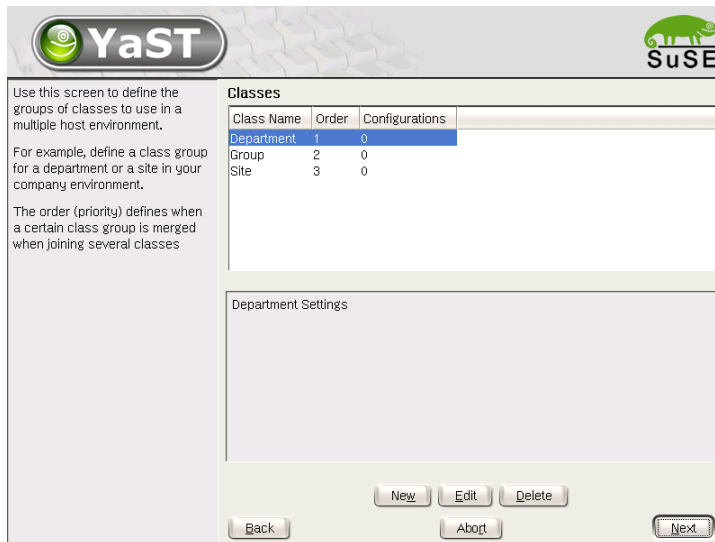 YaST
SuSE
Use this screen to define the
groups of classes to use in a
multiple host environment.
For example, define a class group
for a department or a site in your
company environment.
The order (priority) defines when
a certain class group is merged
when joining several classes
Classes
Class Name Order Configurations
Department 1 0
Group 2 0
Site 3 0
Department Settings
New Edit Delete
Back Abort Next